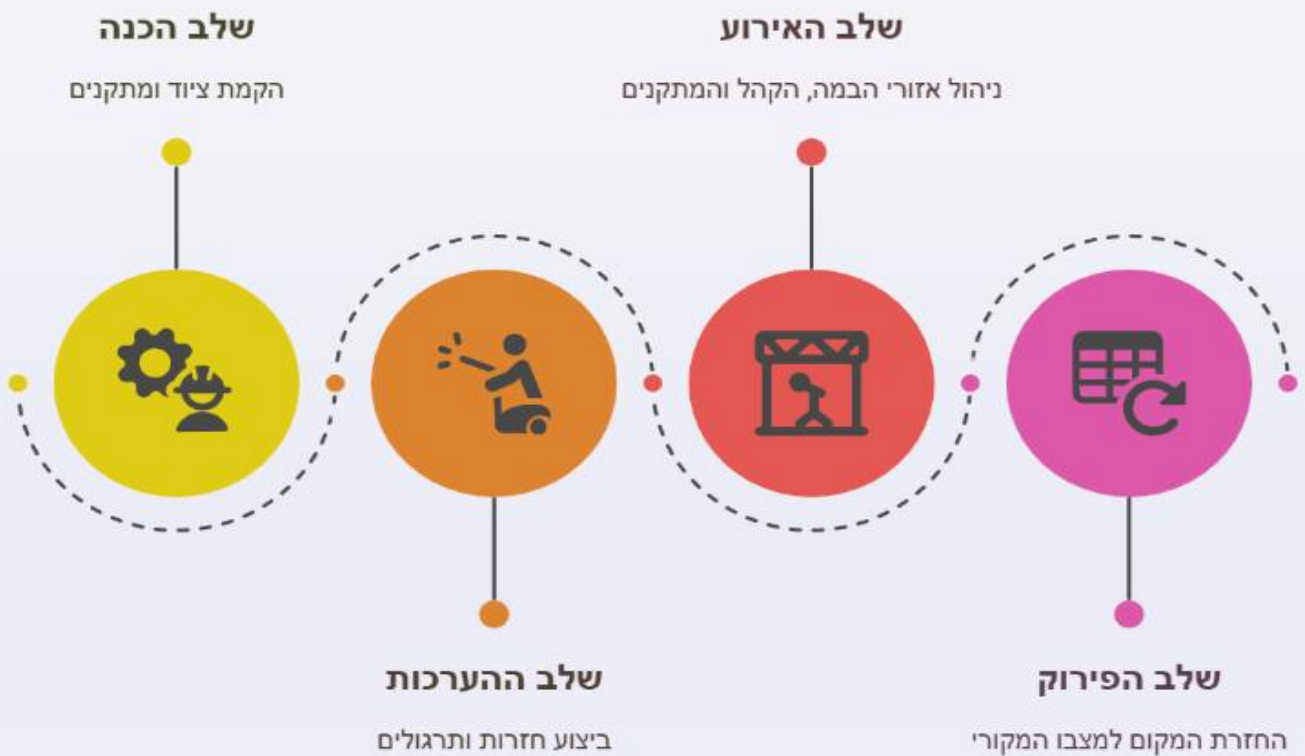 שלב הכנה
הקמת ציוד ומתקנים
שלב ההערכות
ביצוע חזרות ותרגולים
שלב האירוע
ניהול אזורי הבמה, הקהל והמתקנים
שלב הפירוק
החזרת המקום למצבו המקורי